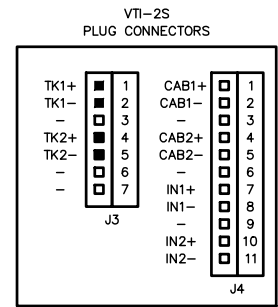 VTI-2S
PLUG CONNECTORS
TK1+ 1
TK1- 2
- 3
TK2+ 4
TK2- 5
- 6
- 7
J3
CAB1+ 1
CAB1- 2
- 3
CAB2+ 4
CAB2- 5
- 6
IN1+ 7
IN1- 8
- 9
IN2+ 10
IN2- 11
J4